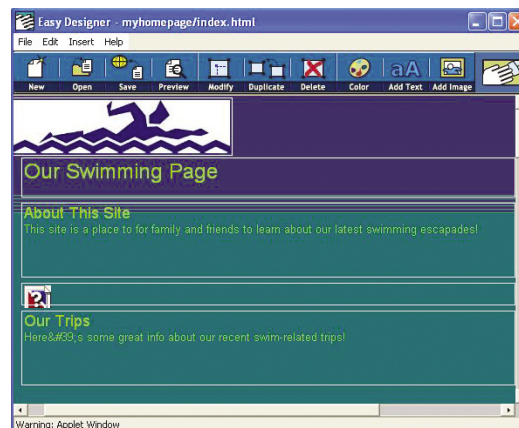 Easy Designer - myhomepage/index.html
File Edit Insert Help
New Open Save Preview Modify Duplicate Delete Color aA Add Text Add Image
Our Swimming Page
About This Site
This site is a place to for family and friends to learn about our latest swimming escapades!
?
Our Trips
Here&#39;s some great info about our recent swim-related trips!
Warning: Applet Window